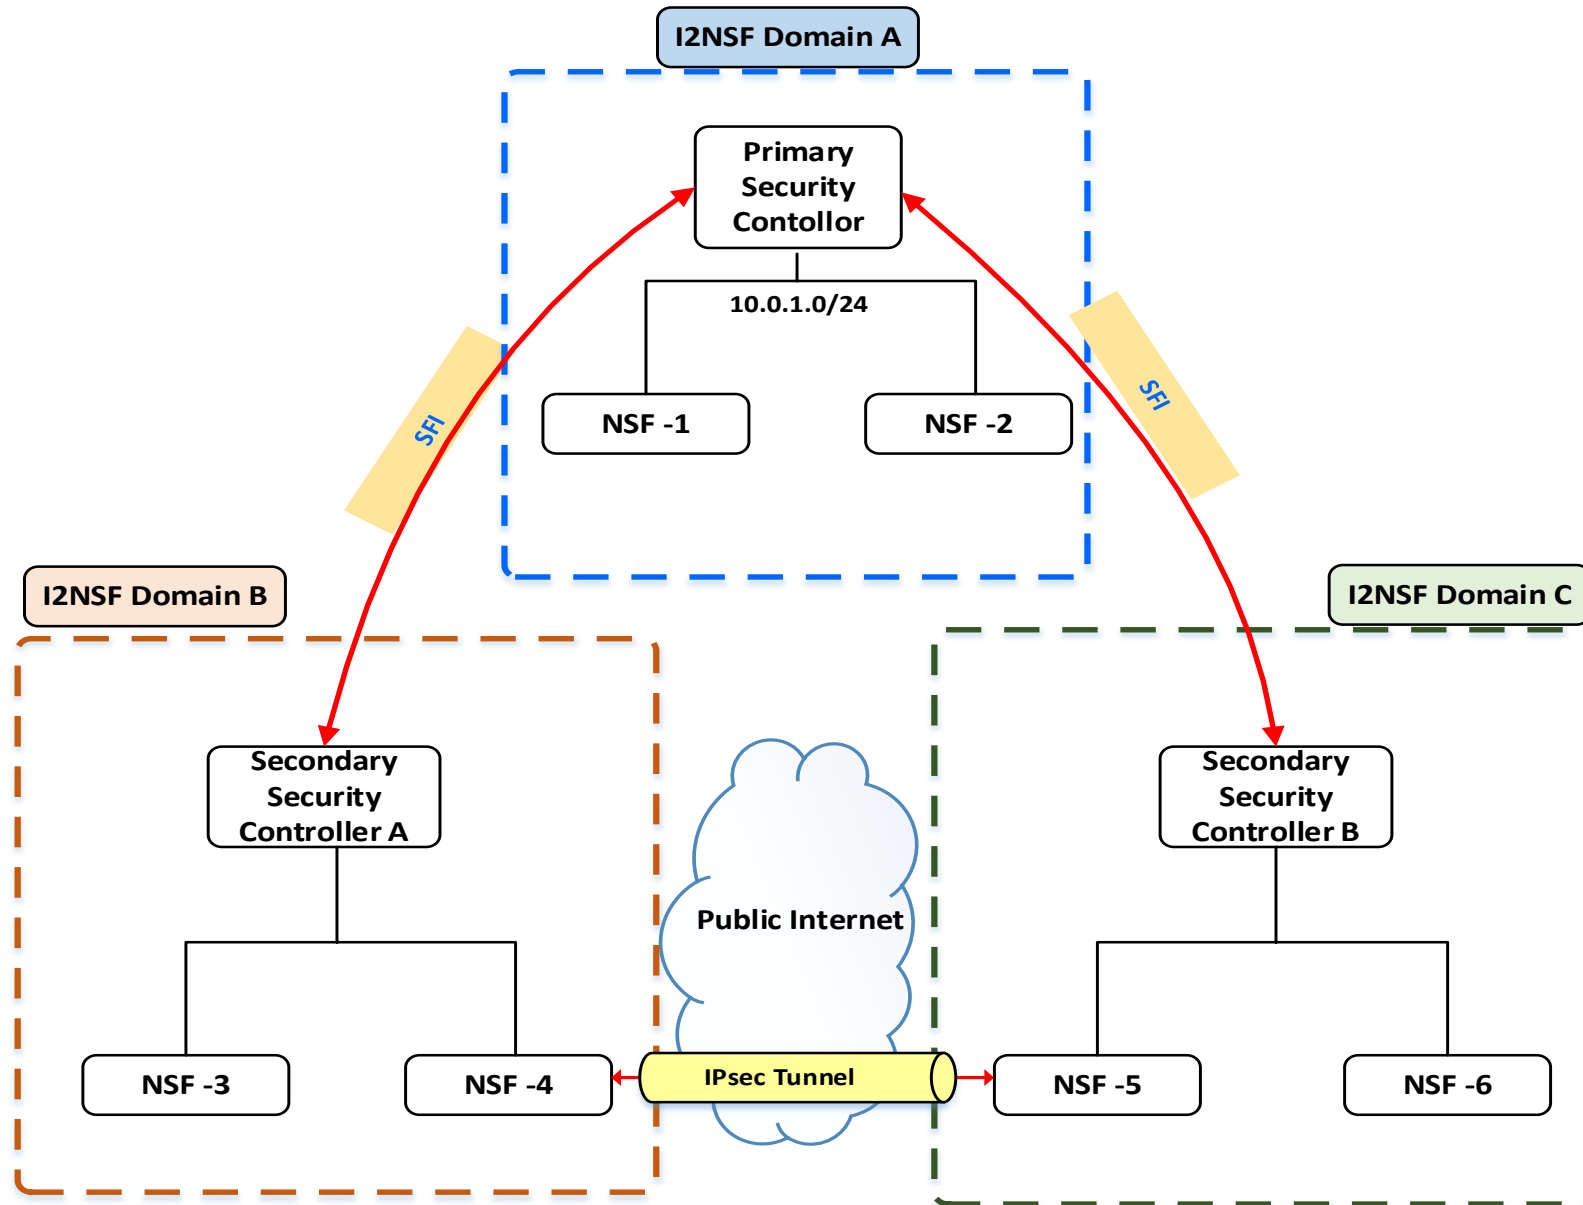 I2NSF Domain A
Primary
Security
Contollor
10.0.1.0/24
NSF -1
NSF -2
SFI
SFI
I2NSF Domain B
I2NSF Domain C
Secondary
Security
Controller A
Secondary
Security
Controller B
Public Internet
NSF -3
NSF -4
IPsec Tunnel
NSF -5
NSF -6